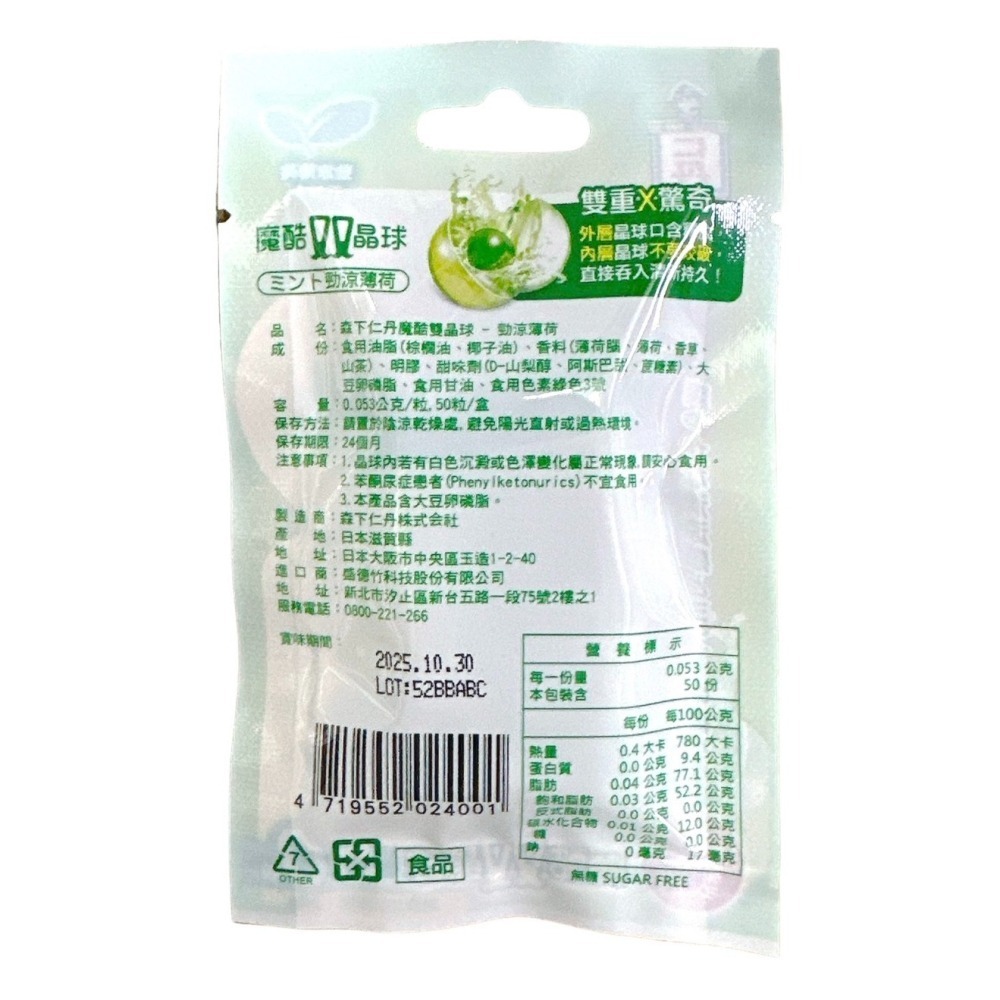 雙重X驚奇
外層晶球口含
內層晶球不要咬破,
直接吞入清新持久!
魔酷双晶球
ミント勁涼薄荷
品 名:森下仁丹魔酷雙晶球 - 勁涼薄荷
成 份:食用油脂(棕櫚油、椰子油)、香料(薄荷腦、薄荷、香草、
山茶)、明膠、甜味劑(D-山梨醇、阿斯巴甜、蔗糖素)、大
豆卵磷脂、食用甘油、食用色素綠色3號
容 量:0.053公克/粒,50粒/盒
保存方法:請置於陰涼乾燥處,避免陽光直射或過熱環境。
保存期限:24個月
注意事項:1.晶球內若有白色沉澱或色澤變化屬正常現象,請安心食用。
2.苯酮尿症患者(Phenylketonurics)不宜食用。
3.本產品含大豆卵磷脂。
製 造 商:森下仁丹株式会社
產 地:日本滋賀縣
地 址:日本大阪市中央區玉造1-2-40
進 口 商:盛德竹科技股份有限公司
地 址:新北市汐止區新台五路一段75號2樓之1
服務電話:0800-221-266
賞味期間:
2025.10.30
LOT:52BBABC
營 養 標 示
每一份量 0.053 公克
本包裝含 50 份
每份 每100公克
熱量 0.4 大卡 780 大卡
蛋白質 0.0 公克 9.4 公克
脂肪 0.04 公克 77.1 公克
飽和脂肪 0.03 公克 52.2 公克
反式脂肪 0.0 公克 0.0 公克
碳水化合物 0.01 公克 12.0 公克
糖 0.0 公克 0.0 公克
鈉 0 毫克 17 毫克
無糖 SUGAR FREE
4 719552 024001
7
OTHER
食品